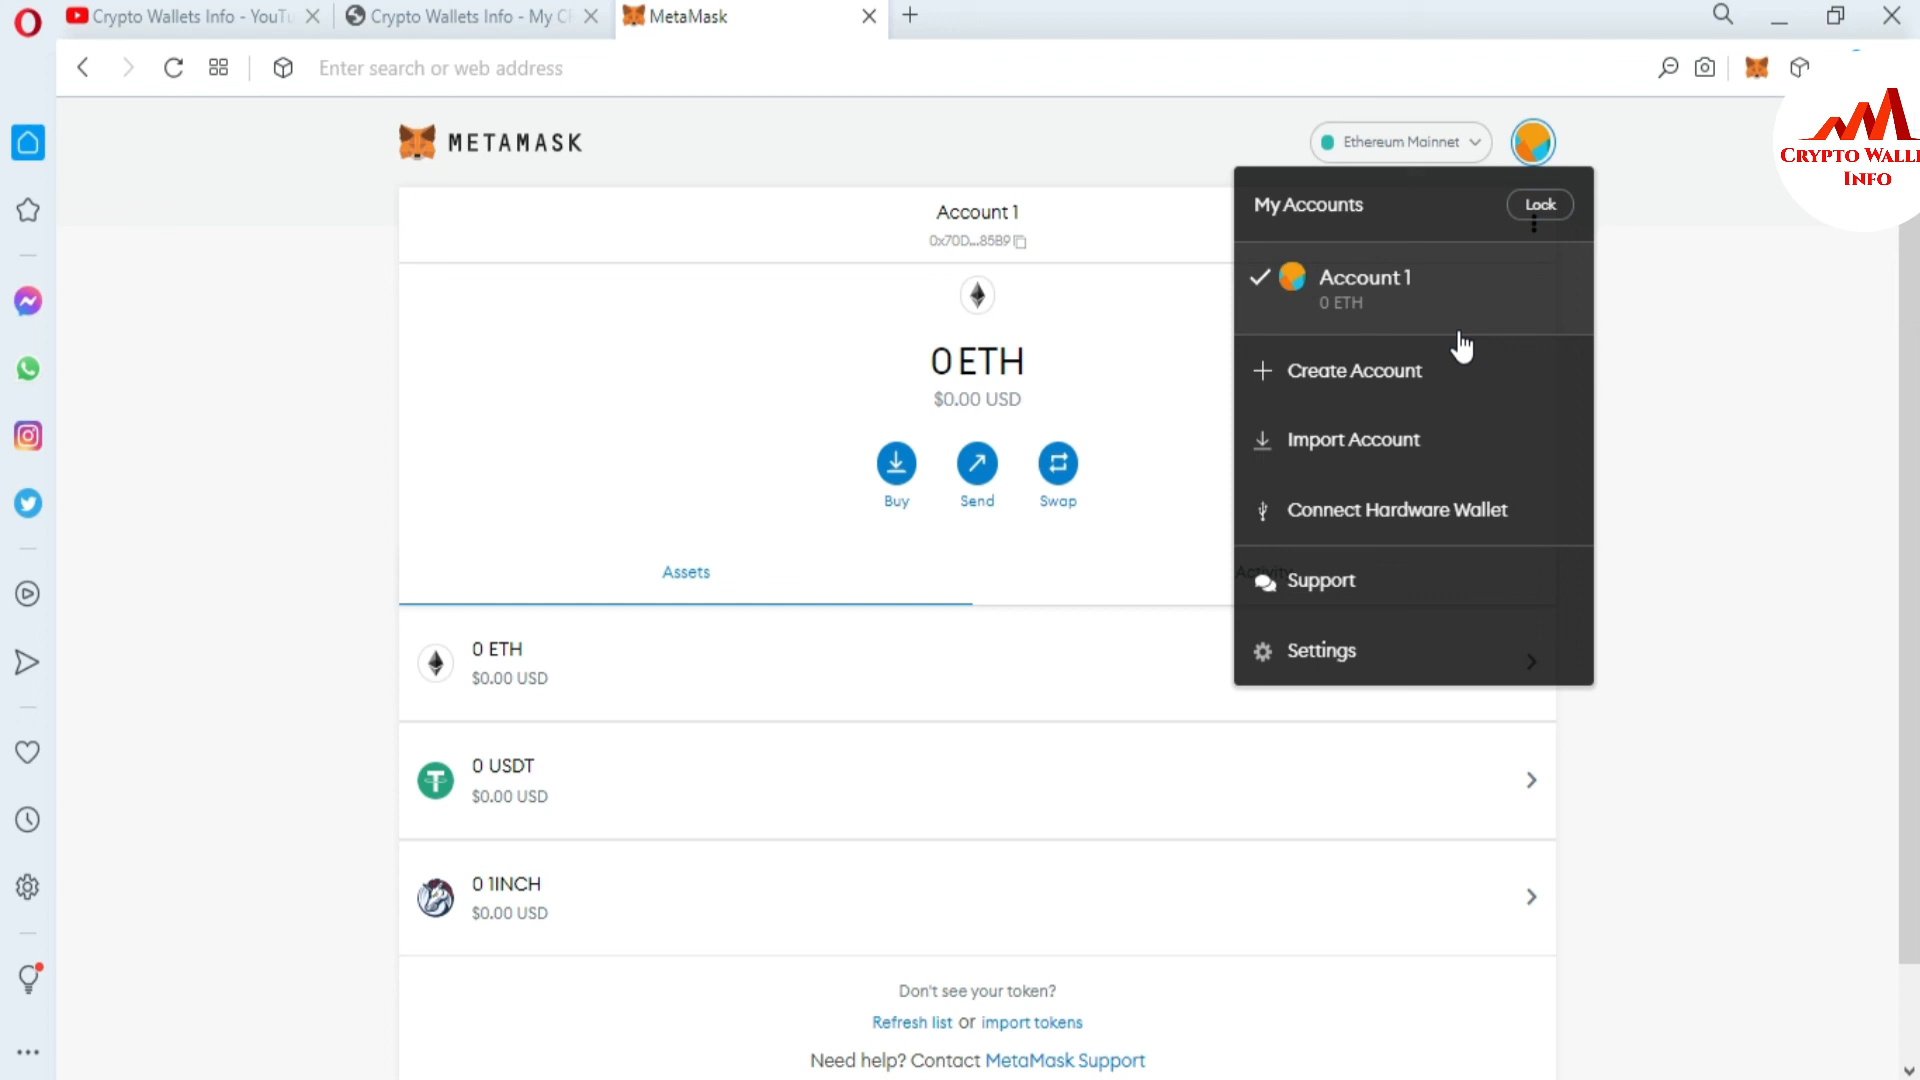 Crypto Wallets Info - YouTu
Crypto Wallets Info - My C
MetaMask
Enter search or web address
CRYPTO WALLE
INFO
METAMASK
Ethereum Mainnet
Account 1
0x70D...85B9
0 ETH
$0.00 USD
Buy
Send
Swap
Assets
Activity
My Accounts
Lock
Account 1
0 ETH
Create Account
Import Account
Connect Hardware Wallet
Support
Settings
0 ETH
$0.00 USD
0 USDT
$0.00 USD
0 1INCH
$0.00 USD
Don't see your token?
Refresh list or import tokens
Need help? Contact MetaMask Support